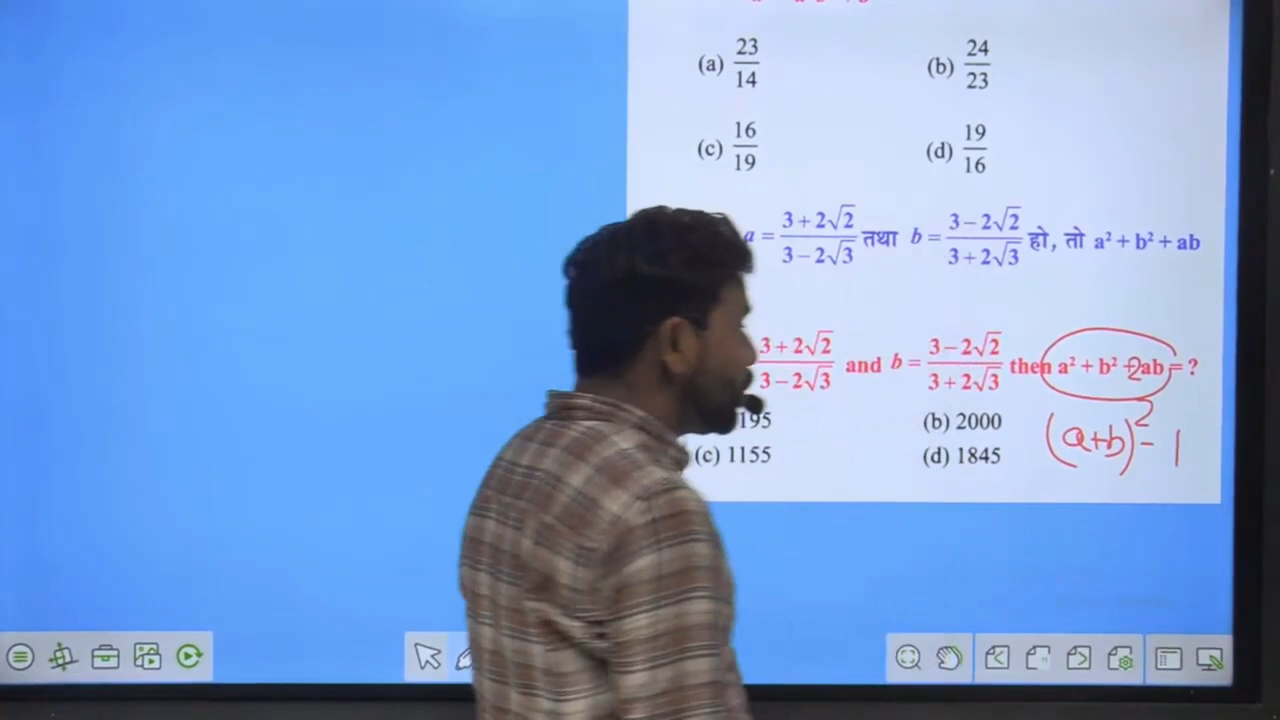 (a) 23/14 (b) 24/23
(c) 16/19 (d) 19/16
a = 3 + 2√2 / 3 − 2√3 तथा b = 3 − 2√2 / 3 + 2√3 हो, तो a² + b² + ab
3 + 2√2 / 3 − 2√3 and b = 3 − 2√2 / 3 + 2√3 then a² + b² + 2ab = ?
195 (b) 2000
(c) 1155 (d) 1845
(a+b)² − 1